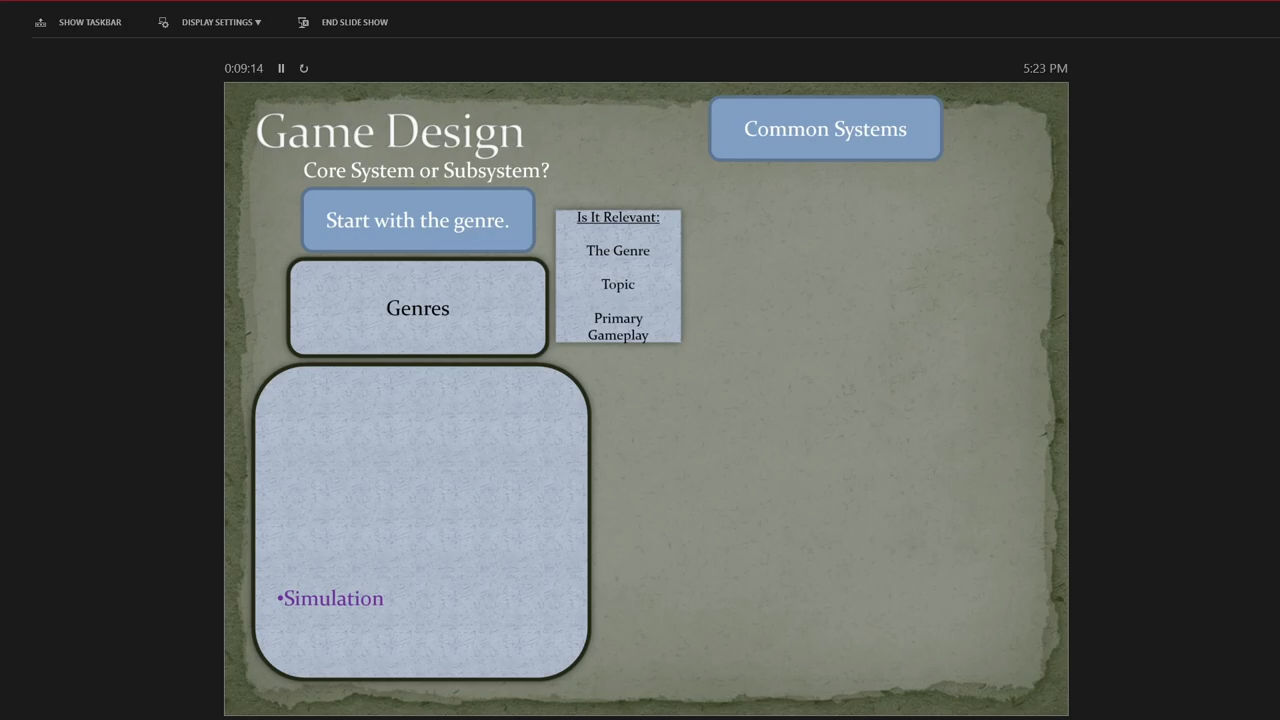 SHOW TASKBAR
DISPLAY SETTINGS ▼
END SLIDE SHOW
0:09:14
5:23 PM
Game Design
Common Systems
Core System or Subsystem?
Start with the genre.
Is It Relevant:
The Genre
Topic
Primary
Gameplay
Genres
•Simulation